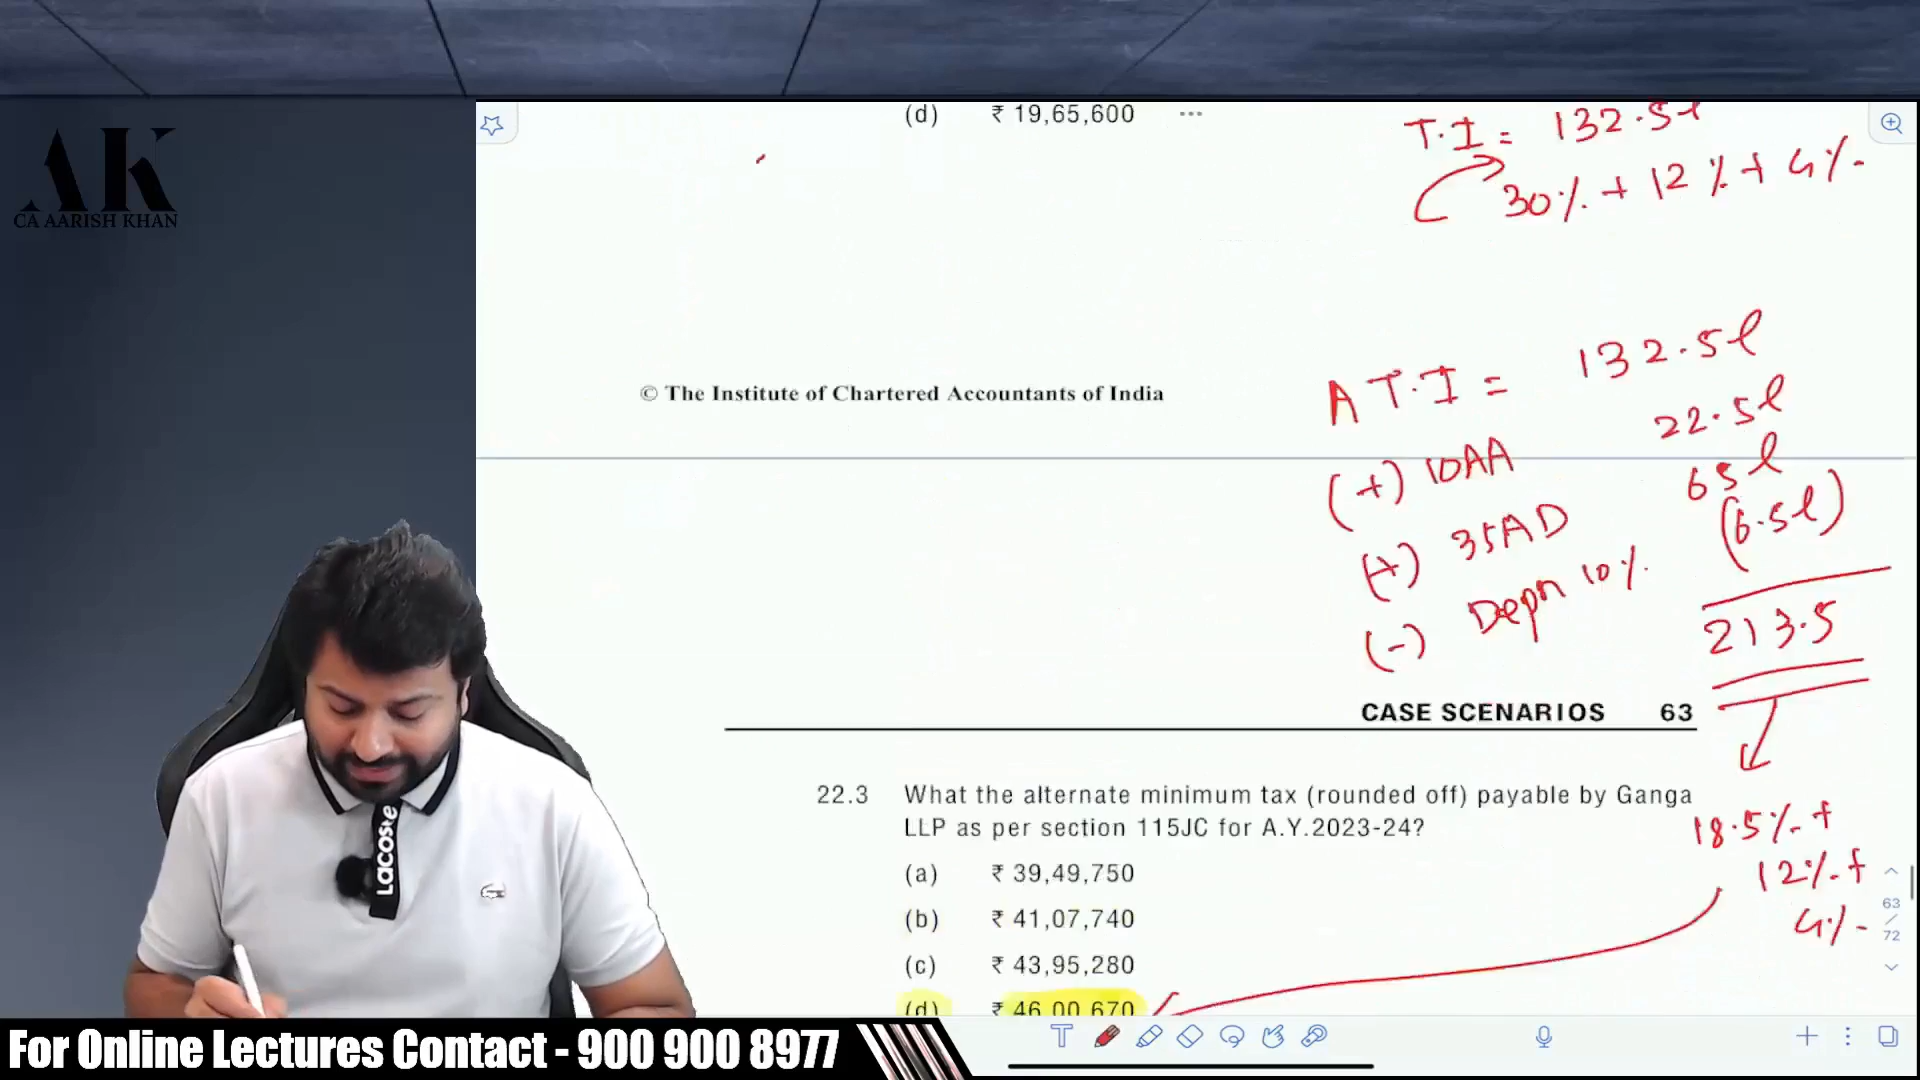 AK
CA AARISH KHAN
(d) ₹ 19,65,600
T.I = 132.5l
30% + 12% + 4%
© The Institute of Chartered Accountants of India
A T.I = 132.5l
(+) 10AA 22.5l
(+) 35AD 65l
(-) Depn 10% (6.5l)
213.5
CASE SCENARIOS 63
22.3 What the alternate minimum tax (rounded off) payable by Ganga
LLP as per section 115JC for A.Y.2023-24?
18.5% +
12% +
4%
(a) ₹ 39,49,750
(b) ₹ 41,07,740
(c) ₹ 43,95,280
(d) ₹ 46,00,670
63
/
72
LACOSTE
For Online Lectures Contact - 900 900 8977